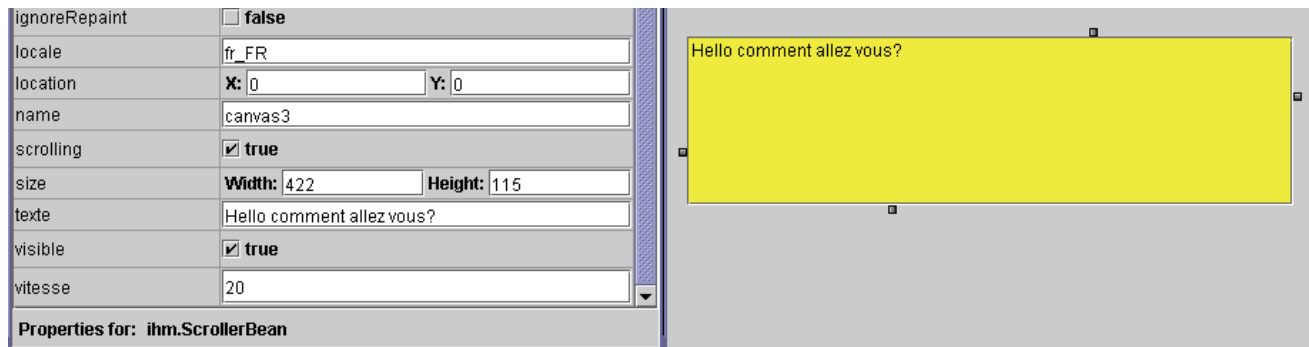 ignoreRepaint false
locale fr_FR
location X: 0 Y: 0
name canvas3
scrolling true
size Width: 422 Height: 115
texte Hello comment allez vous?
visible true
vitesse 20
Properties for: ihm.ScrollerBean
Hello comment allez vous?